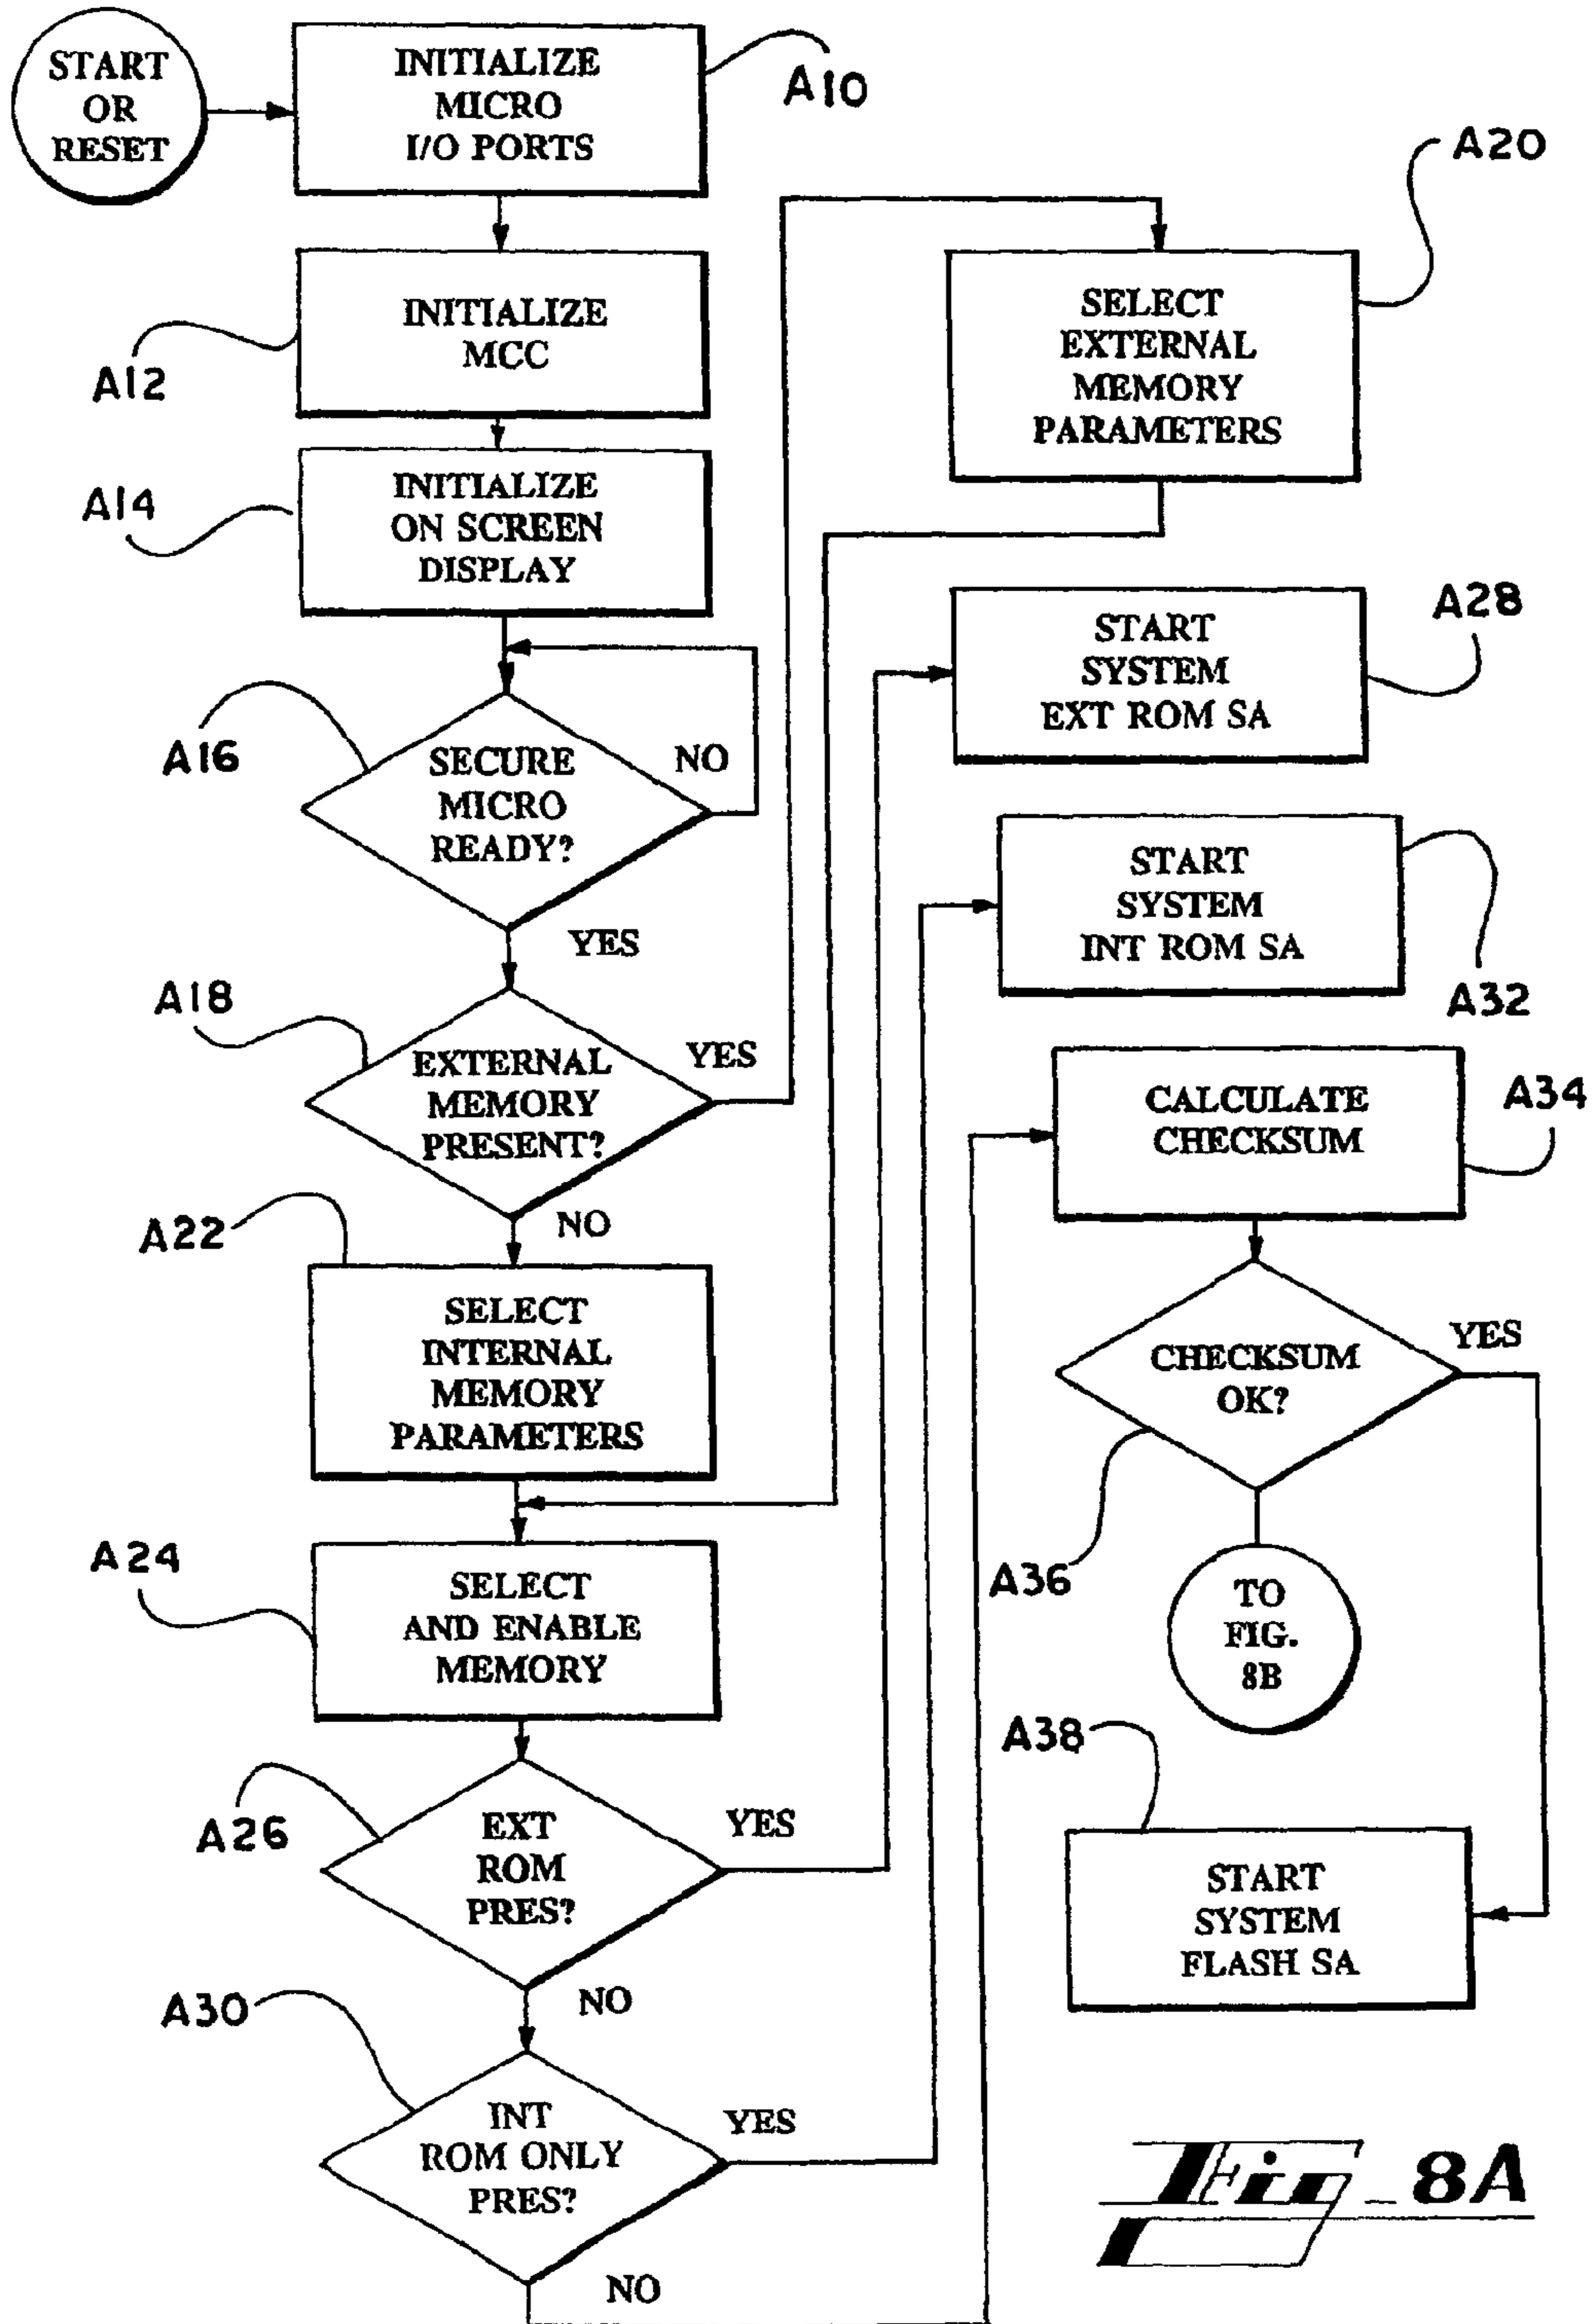 START
OR
RESET
INITIALIZE
MICRO
I/O PORTS
A10
INITIALIZE
MCC
A12
INITIALIZE
ON SCREEN
DISPLAY
A14
SECURE
MICRO
READY?
NO
A16
YES
EXTERNAL
MEMORY
PRESENT?
YES
A18
NO
SELECT
EXTERNAL
MEMORY
PARAMETERS
A20
SELECT
INTERNAL
MEMORY
PARAMETERS
A22
SELECT
AND ENABLE
MEMORY
A24
EXT
ROM
PRES?
YES
A26
NO
START
SYSTEM
EXT ROM SA
A28
INT
ROM ONLY
PRES?
YES
A30
NO
START
SYSTEM
INT ROM SA
A32
CALCULATE
CHECKSUM
A34
CHECKSUM
OK?
YES
A36
TO
FIG.
8B
A38
START
SYSTEM
FLASH SA
Fig_8A